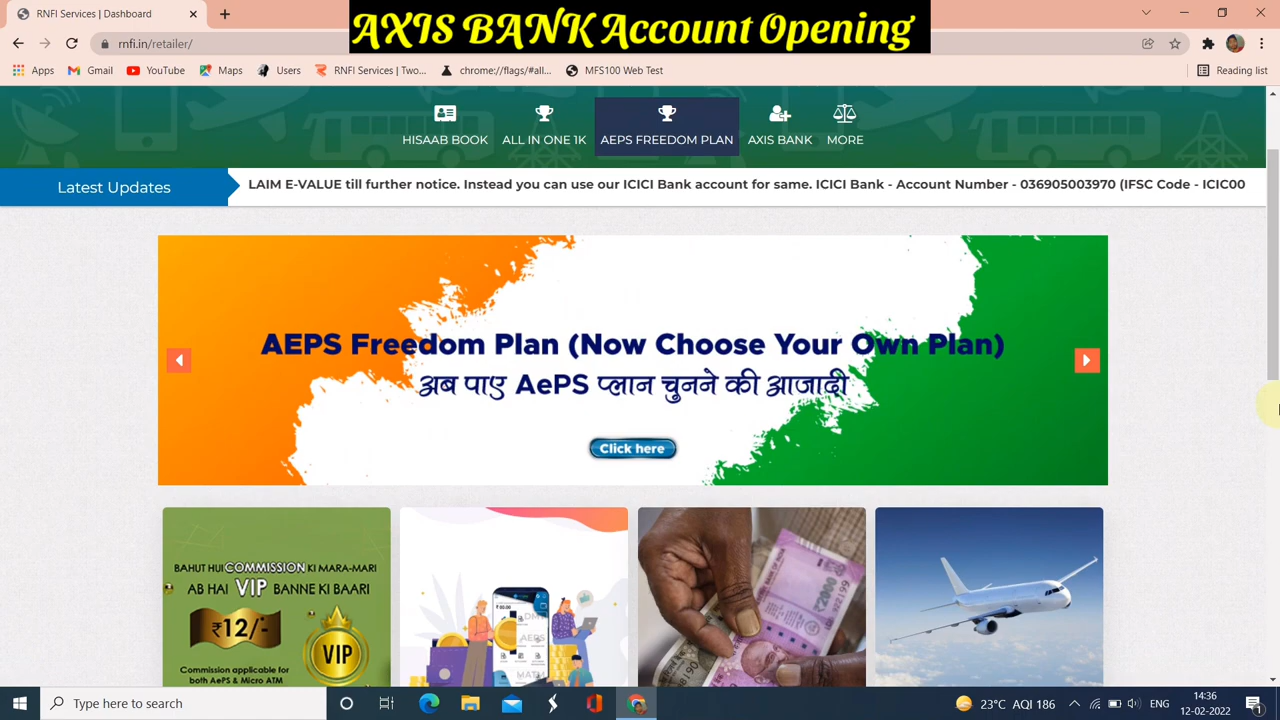 AXIS BANK Account Opening
RNFI Services | Dashboard
rnfi.in/retailer/
Apps Gmail YouTube Maps Users RNFI Services | Two... chrome://flags/#all... MFS100 Web Test Reading list
HISAAB BOOK ALL IN ONE 1K AEPS FREEDOM PLAN AXIS BANK MORE
Latest Updates LAIM E-VALUE till further notice. Instead you can use our ICICI Bank account for same. ICICI Bank - Account Number - 036905003970 (IFSC Code - ICIC00
AEPS Freedom Plan (Now Choose Your Own Plan)
अब पाए AePS प्लान चुनने की आजादी
Click here
BAHUT HUI COMMISSION KI MARA-MARI
AB HAI VIP BANNE KI BAARI
₹12/-
VIP
Commission applicable for
both AePS & Micro ATM
DMT
AEPS
MATM
₹2000
Type here to search
23°C AQI 186
ENG
14:36
12-02-2022
1